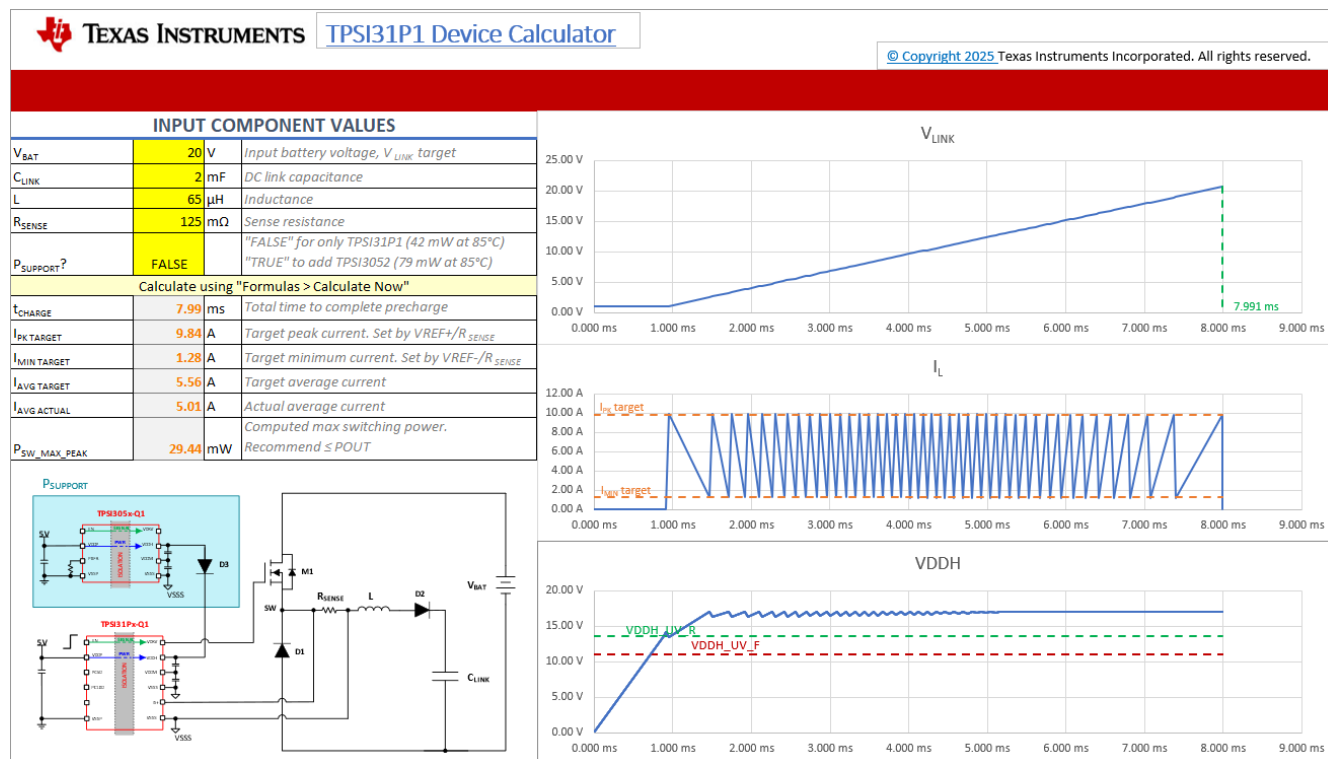 TEXAS INSTRUMENTS
TPSI31P1 Device Calculator
© Copyright 2025 Texas Instruments Incorporated. All rights reserved.
INPUT COMPONENT VALUES
VBAT 20 V Input battery voltage, VLINK target
CLINK 2 mF DC link capacitance
L 65 µH Inductance
RSENSE 125 mΩ Sense resistance
PSUPPORT? FALSE "FALSE" for only TPSI31P1 (42 mW at 85°C)
"TRUE" to add TPSI3052 (79 mW at 85°C)
Calculate using "Formulas > Calculate Now"
tCHARGE 7.99 ms Total time to complete precharge
IPK TARGET 9.84 A Target peak current. Set by VREF+/RSENSE
IMIN TARGET 1.28 A Target minimum current. Set by VREF-/RSENSE
IAVG TARGET 5.56 A Target average current
IAVG ACTUAL 5.01 A Actual average current
PSW_MAX_PEAK 29.44 mW Computed max switching power.
Recommend ≤ POUT
VLINK
25.00 V
20.00 V
15.00 V
10.00 V
5.00 V
0.00 V
7.991 ms
0.000 ms 1.000 ms 2.000 ms 3.000 ms 4.000 ms 5.000 ms 6.000 ms 7.000 ms 8.000 ms 9.000 ms
IL
12.00 A
10.00 A
8.00 A
6.00 A
4.00 A
2.00 A
0.00 A
IPK target
IMIN target
0.000 ms 1.000 ms 2.000 ms 3.000 ms 4.000 ms 5.000 ms 6.000 ms 7.000 ms 8.000 ms 9.000 ms
VDDH
20.00 V
15.00 V
10.00 V
5.00 V
0.00 V
VDDH_UV_R
VDDH_UV_F
0.000 ms 1.000 ms 2.000 ms 3.000 ms 4.000 ms 5.000 ms 6.000 ms 7.000 ms 8.000 ms 9.000 ms
PSUPPORT
TPSI305x-Q1
5V
ISOLATION
D3
VSSS
TPSI31Px-Q1
5V
ISOLATION
VSSS
M1
SW
RSENSE
L
D2
D1
VBAT
CLINK